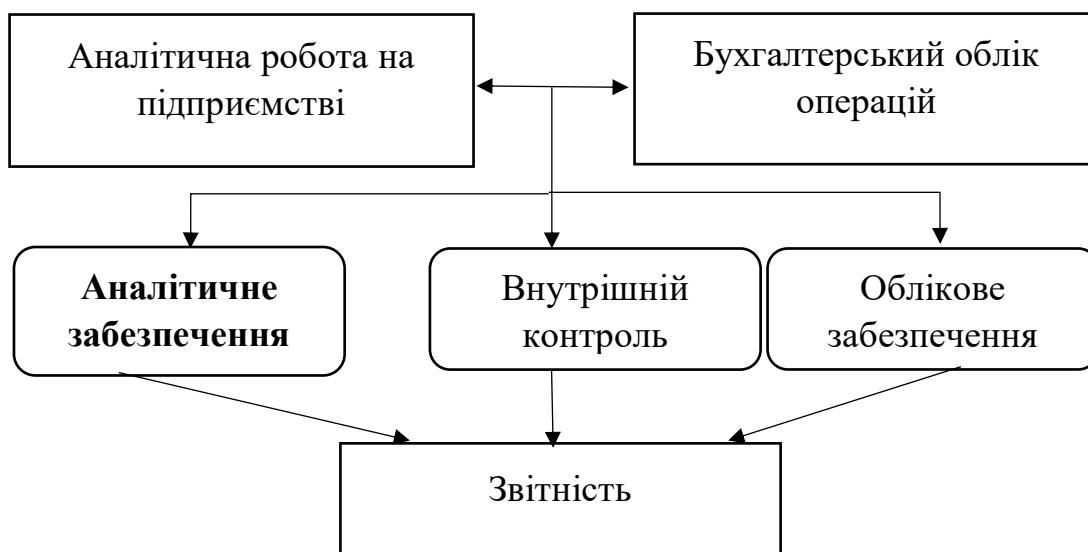 Аналітична робота на
підприємстві
Бухгалтерський облік
операцій
Аналітичне
забезпечення
Внутрішній
контроль
Облікове
забезпечення
Звітність